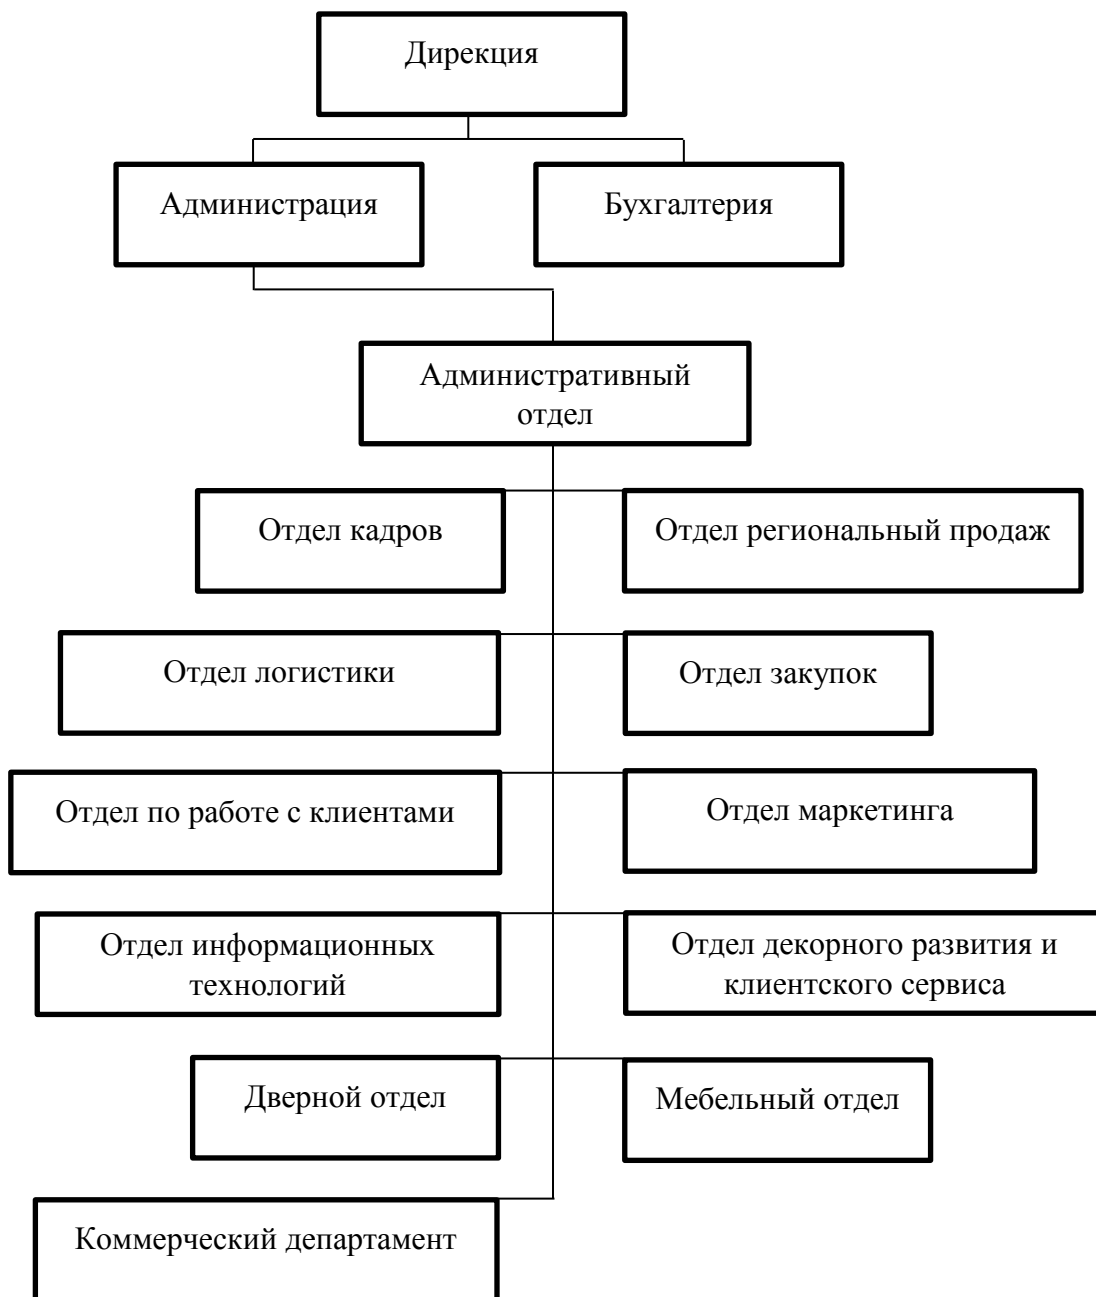 Дирекция
Администрация
Бухгалтерия
Административный
отдел
Отдел кадров
Отдел региональный продаж
Отдел логистики
Отдел закупок
Отдел по работе с клиентами
Отдел маркетинга
Отдел информационных
технологий
Отдел декорного развития и
клиентского сервиса
Дверной отдел
Мебельный отдел
Коммерческий департамент